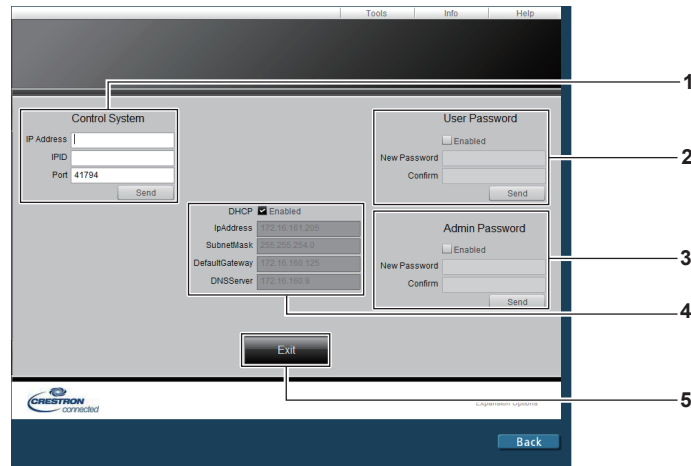 Tools Info Help
1
Control System
IP Address
IPID
Port 41794
Send
User Password
Enabled
New Password
Confirm
Send
2
DHCP Enabled
IpAddress 172.16.161.205
SubnetMask 255.255.254.0
DefaultGateway 172.16.160.125
DNSServer 172.16.160.9
Admin Password
Enabled
New Password
Confirm
Send
3
4
Exit
5
CRESTRON
connected
Expansion Options
Back